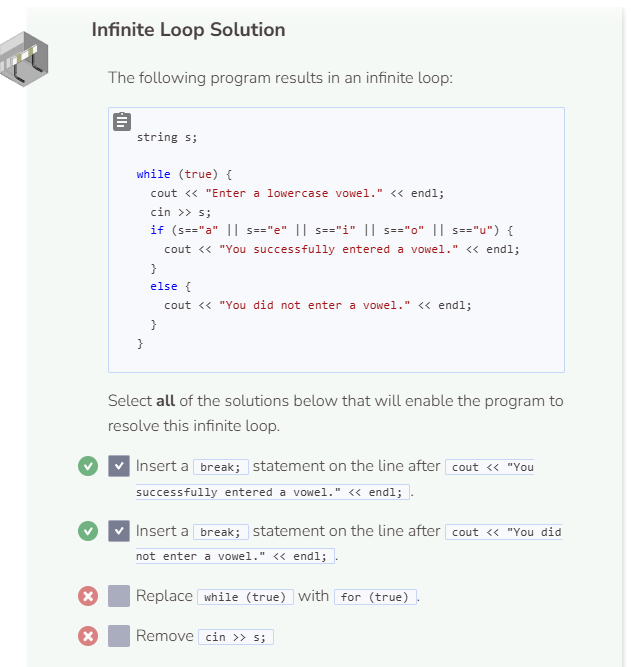 Infinite Loop Solution
The following program results in an infinite loop:
string s;
while (true) {
cout << "Enter a lowercase vowel." << endl;
cin >> s;
if (s=="a" || s=="e" || s=="i" || s=="o" || s=="u") {
cout << "You successfully entered a vowel." << endl;
}
else {
cout << "You did not enter a vowel." << endl;
}
}
Select all of the solutions below that will enable the program to
resolve this infinite loop.
Insert a break; statement on the line after cout << "You
successfully entered a vowel." << endl; .
Insert a break; statement on the line after cout << "You did
not enter a vowel." << endl; .
Replace while (true) with for (true) .
Remove cin >> s;